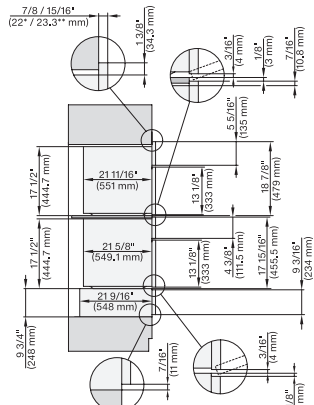 7/8 / 15/16"
(22* / 23.3** mm)
1 3/8"
(34.3 mm)
3/16"
(4 mm)
1/8"
(3 mm)
7/16"
(10.8 mm)
5 5/16"
(135 mm)
17 1/2"
(444.7 mm)
21 11/16"
(551 mm)
13 1/8"
(333 mm)
18 7/8"
(479 mm)
17 1/2"
(444.7 mm)
21 5/8"
(549.1 mm)
13 1/8"
(333 mm)
4 3/8"
(111.5 mm)
17 15/16"
(455.5 mm)
9 3/16"
(234 mm)
21 9/16"
(548 mm)
9 3/4"
(248 mm)
7/16"
(11 mm)
3/16"
(4 mm)